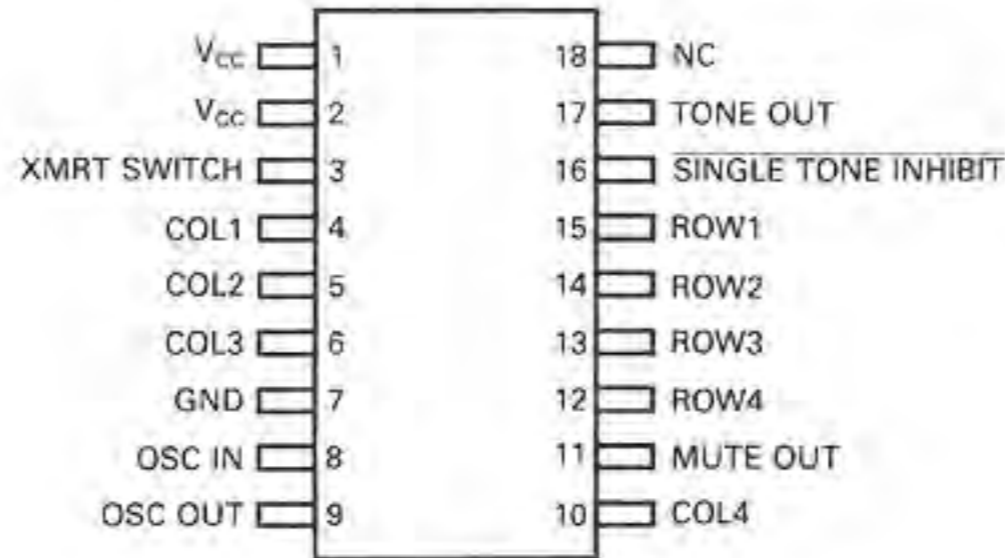 Vcc 1 18 NC
Vcc 2 17 TONE OUT
XMRT SWITCH 3 16 SINGLE TONE INHIBIT
COL1 4 15 ROW1
COL2 5 14 ROW2
COL3 6 13 ROW3
GND 7 12 ROW4
OSC IN 8 11 MUTE OUT
OSC OUT 9 10 COL4